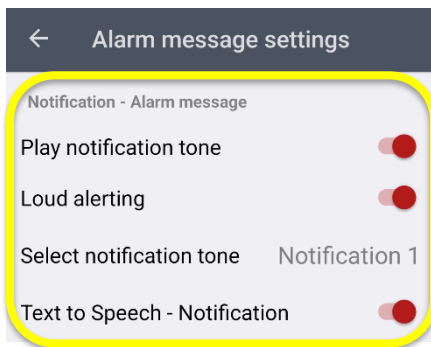 Alarm message settings
Notification - Alarm message
Play notification tone
Loud alerting
Select notification tone Notification 1
Text to Speech - Notification